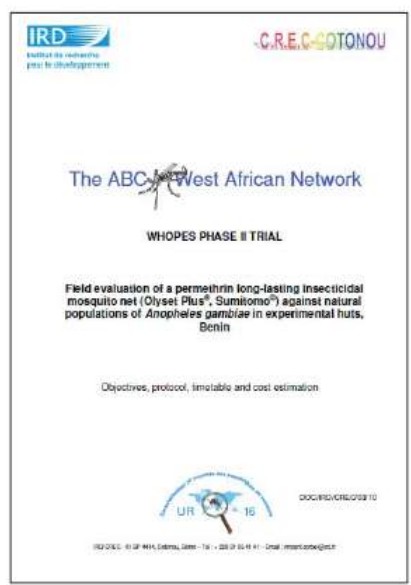 IRD
Institut de recherche
pour le développement
C.R.E.C-COTONOU
The ABC West African Network
WHOPES PHASE II TRIAL
Field evaluation of a permethrin long-lasting insecticidal
mosquito net (Olyset Plus®, Sumitomo®) against natural
populations of Anopheles gambiae in experimental huts,
Benin
Objectives, protocol, timetable and cost estimation
UR 16
DOC/IRD/CREC/03/10